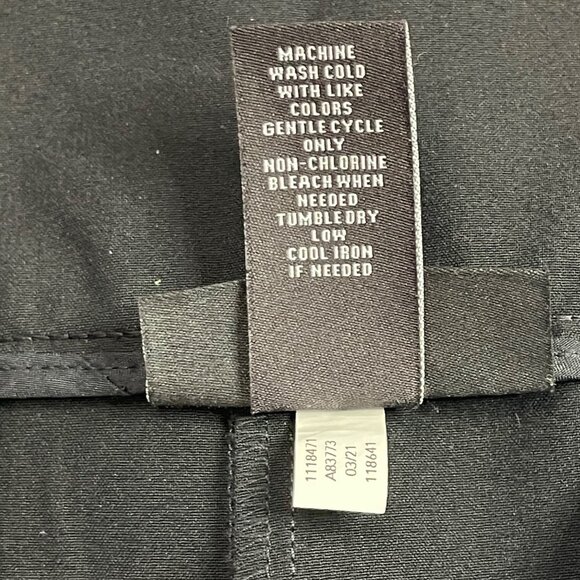 MACHINE
WASH COLD
WITH LIKE
COLORS
GENTLE CYCLE
ONLY
NON-CHLORINE
BLEACH WHEN
NEEDED
TUMBLE DRY
LOW
COOL IRON
IF NEEDED
1118471
A83773
03/21
118641